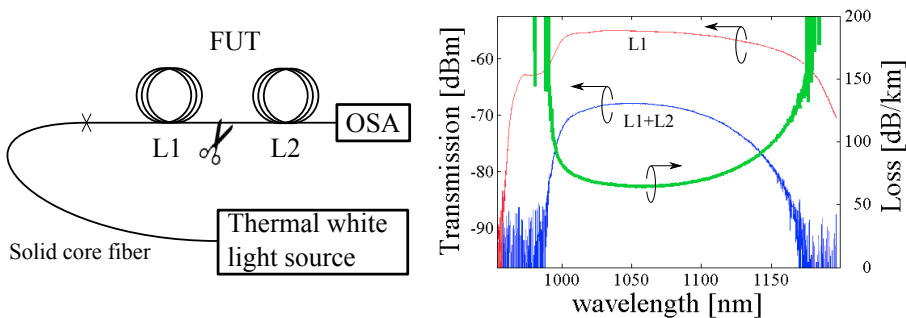 FUT
L1
L2
OSA
Solid core fiber
Thermal white
light source
Transmission [dBm]
-60
-70
-80
-90
L1
L1+L2
200
150
100
50
0
Loss [dB/km]
1000
1050
1100
1150
wavelength [nm]